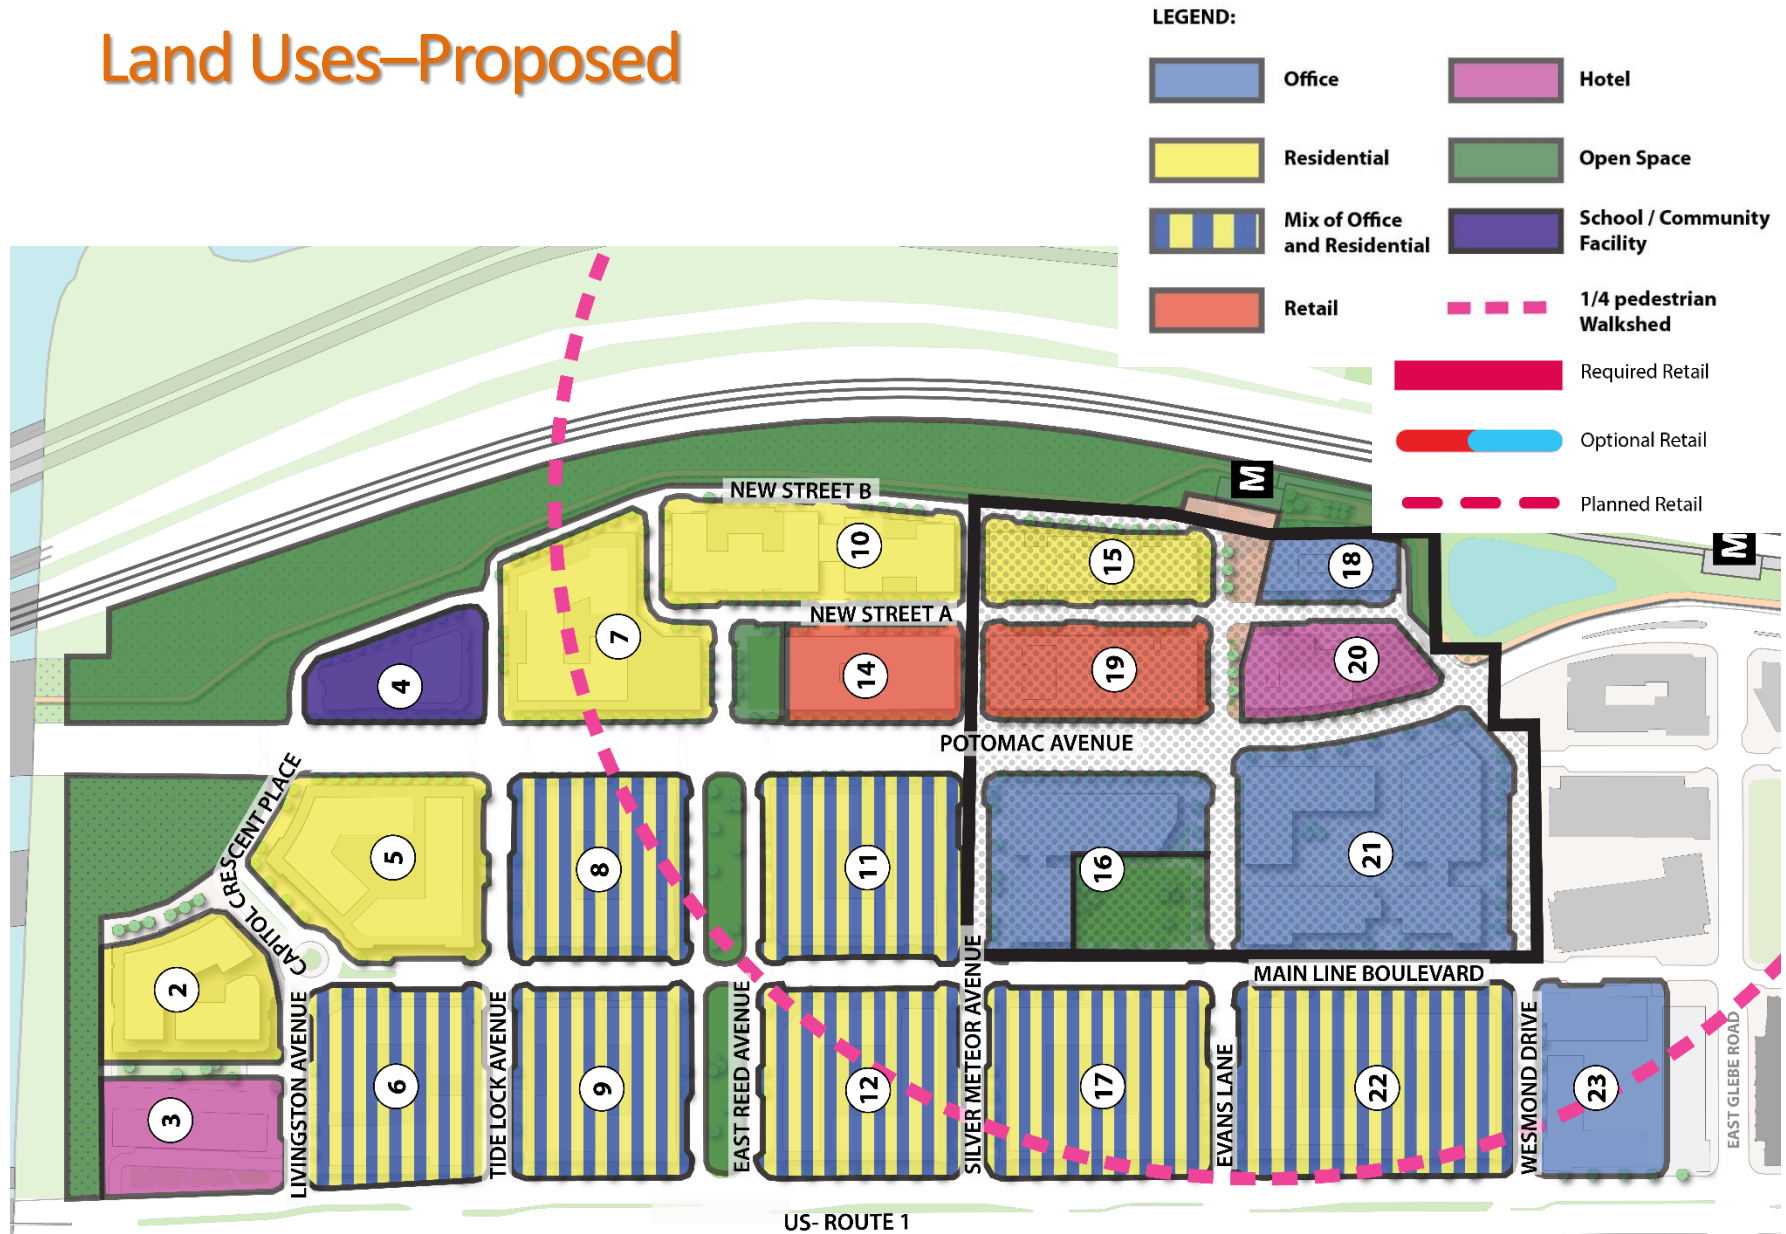 Land Uses–Proposed
LEGEND:
Office
Hotel
Residential
Open Space
Mix of Office
and Residential
School / Community
Facility
Retail
1/4 pedestrian
Walkshed
Required Retail
Optional Retail
Planned Retail
M
M
NEW STREET B
10
15
18
NEW STREET A
7
4
14
19
20
POTOMAC AVENUE
CAPITOL CRESCENT PLACE
5
8
11
16
21
MAIN LINE BOULEVARD
2
3
LIVINGSTON AVENUE
6
TIDE LOCK AVENUE
9
EAST REED AVENUE
12
SILVER METEOR AVENUE
17
EVANS LANE
22
WESMOND DRIVE
23
EAST GLEBE ROAD
US- ROUTE 1